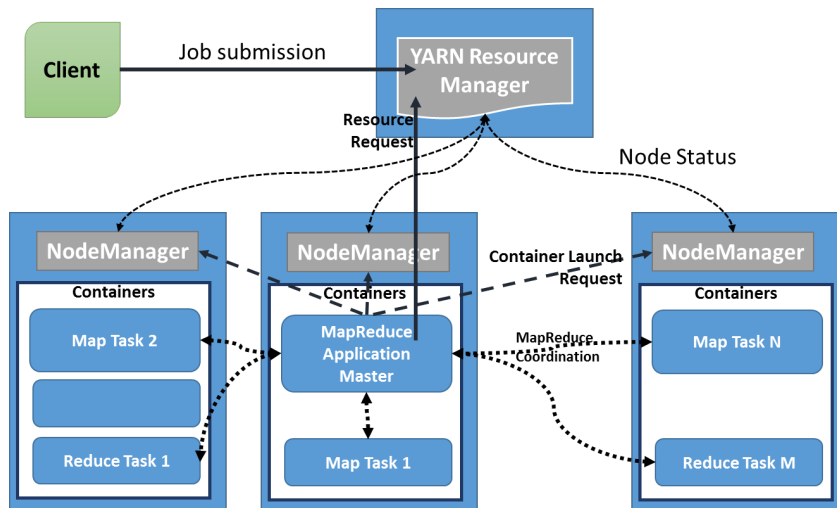 Client
Job submission
YARN Resource
Manager
Resource
Request
Node Status
NodeManager
NodeManager
Container Launch
Request
NodeManager
Containers
Map Task 2
Reduce Task 1
Containers
MapReduce
Application
Master
Map Task 1
MapReduce
Coordination
Containers
Map Task N
Reduce Task M